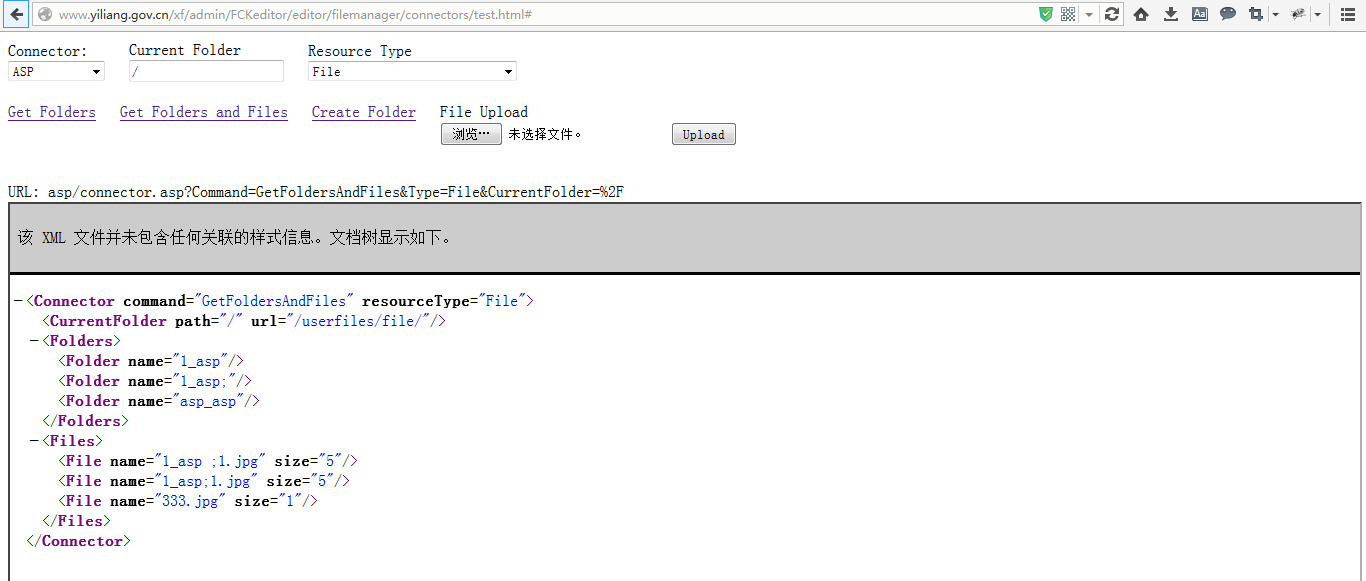 www.yiliang.gov.cn/xf/admin/FCKeditor/editor/filemanager/connectors/test.html#
Connector: Current Folder Resource Type
ASP / File
Get Folders Get Folders and Files Create Folder File Upload
浏览… 未选择文件。 Upload
URL: asp/connector.asp?Command=GetFoldersAndFiles&Type=File&CurrentFolder=%2F
该 XML 文件并未包含任何关联的样式信息。文档树显示如下。
−<Connector command="GetFoldersAndFiles" resourceType="File">
<CurrentFolder path="/" url="/userfiles/file/"/>
−<Folders>
<Folder name="1_asp"/>
<Folder name="1_asp;"/>
<Folder name="asp_asp"/>
</Folders>
−<Files>
<File name="1_asp ;1.jpg" size="5"/>
<File name="1_asp;1.jpg" size="5"/>
<File name="333.jpg" size="1"/>
</Files>
</Connector>